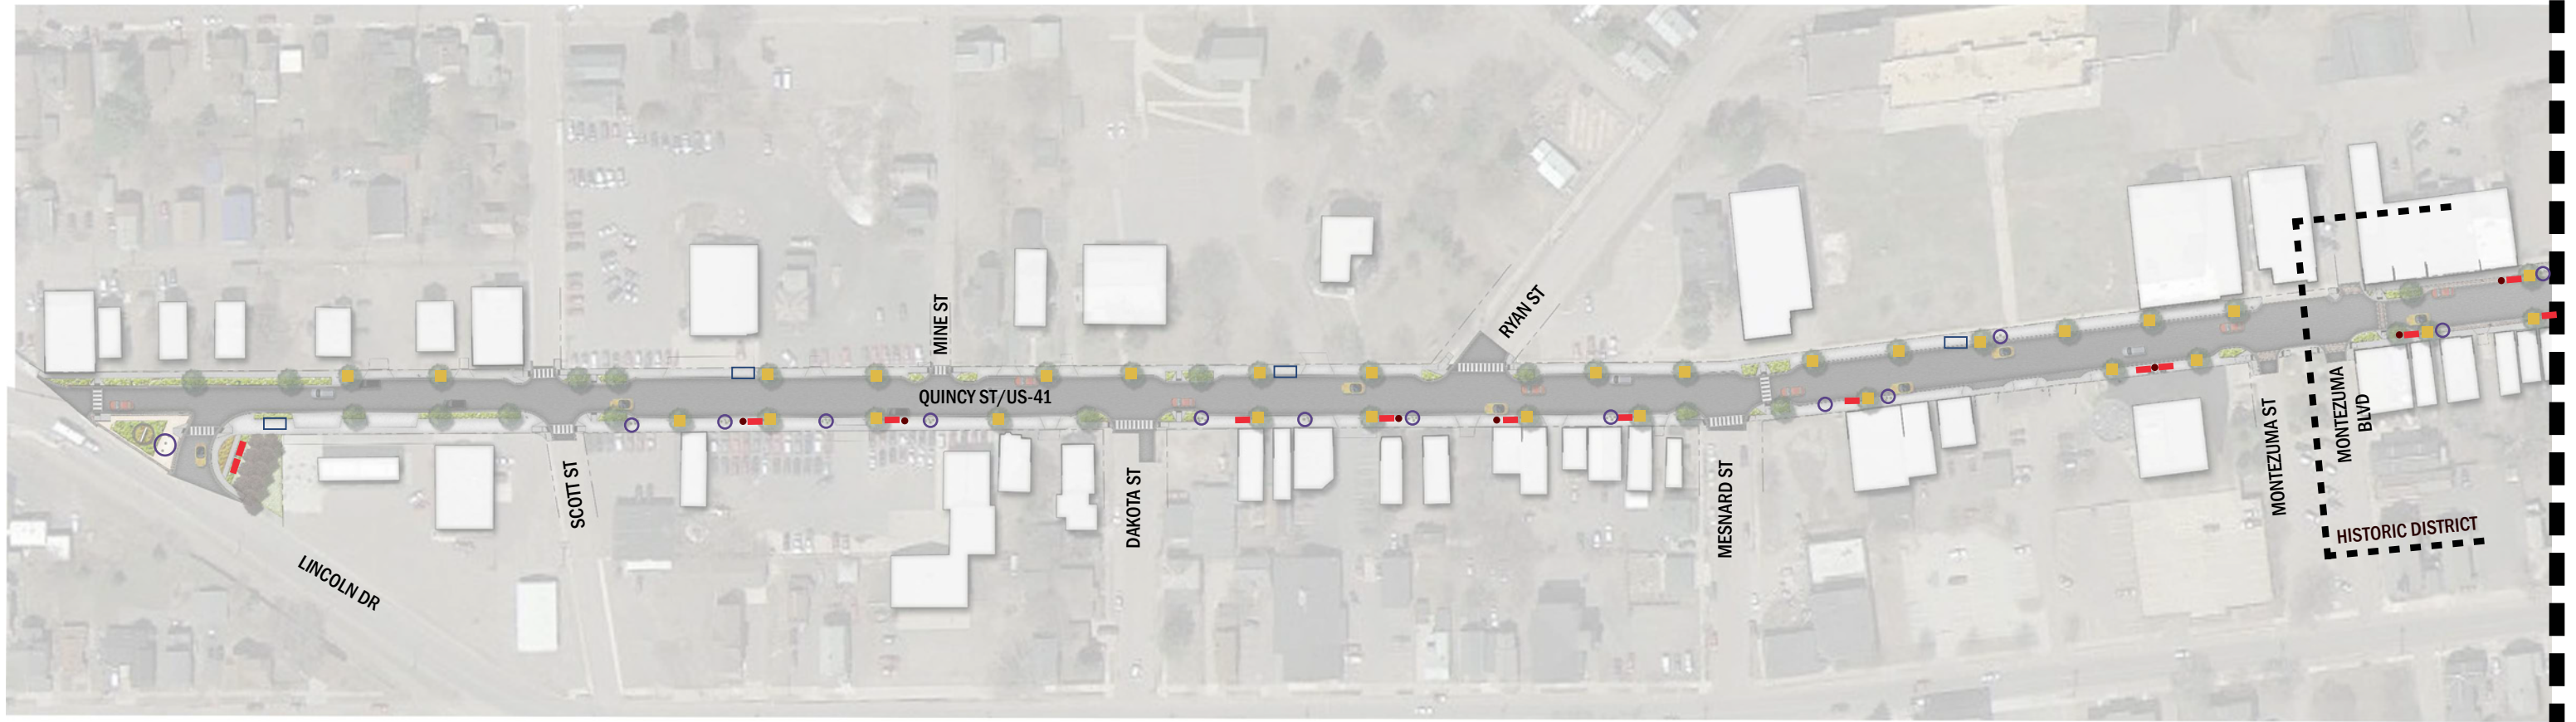 MINE ST
RYAN ST
QUINCY ST/US-41
SCOTT ST
DAKOTA ST
MESNARD ST
MONTEZUMA ST
MONTEZUMA
BLVD
LINCOLN DR
HISTORIC DISTRICT